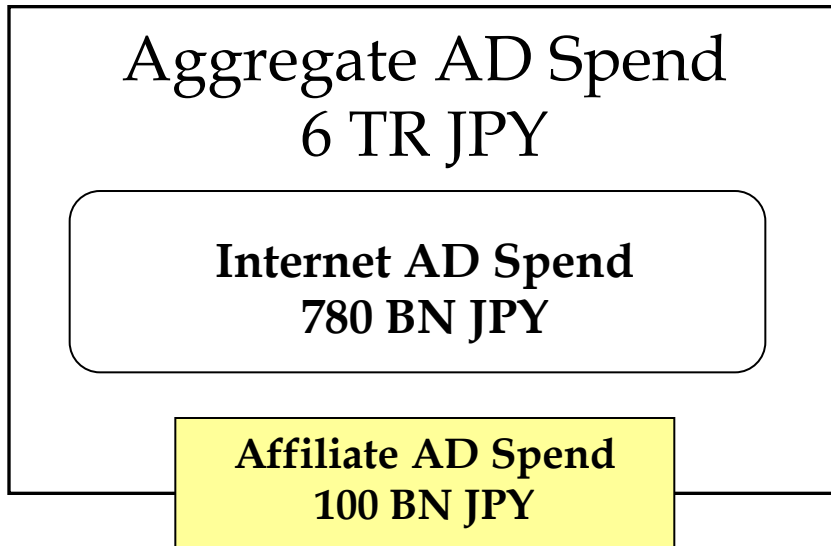 Aggregate AD Spend
6 TR JPY
Internet AD Spend
780 BN JPY
Affiliate AD Spend
100 BN JPY